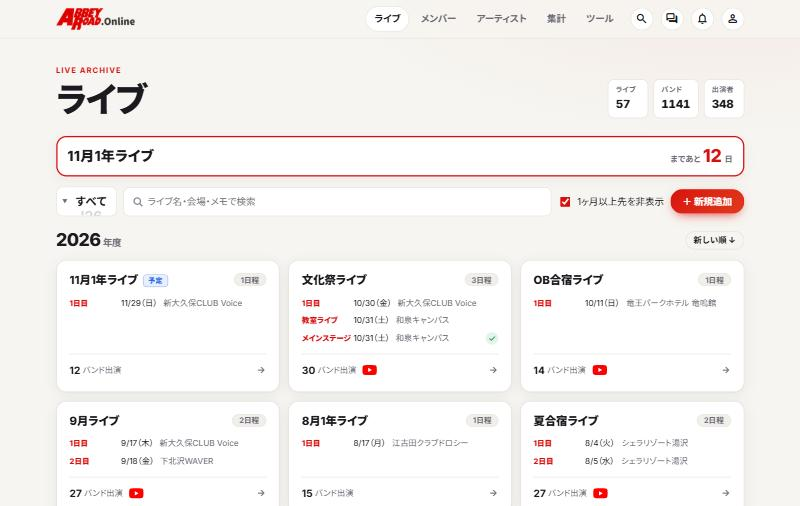 ABBEY ROAD.Online
ライブ
メンバー
アーティスト
集計
ツール
LIVE ARCHIVE
ライブ
ライブ
57
バンド
1141
出演者
348
11月1年ライブ
まであと 12 日
すべて
'26
ライブ名・会場・メモで検索
1ヶ月以上先を非表示
+ 新規追加
2026 年度
新しい順 ↓
11月1年ライブ 予定 1日程
1日目 11/29(日) 新大久保CLUB Voice
12 バンド出演 →
文化祭ライブ 3日程
1日目 10/30(金) 新大久保CLUB Voice
教室ライブ 10/31(土) 和泉キャンパス
メインステージ 10/31(土) 和泉キャンパス
30 バンド出演 →
OB合宿ライブ 1日程
1日目 10/11(日) 竜王パークホテル 竜鳴館
14 バンド出演 →
9月ライブ 2日程
1日目 9/17(木) 新大久保CLUB Voice
2日目 9/18(金) 下北沢WAVER
27 バンド出演 →
8月1年ライブ 1日程
1日目 8/17(月) 江古田クラブドロシー
15 バンド出演 →
夏合宿ライブ 2日程
1日目 8/4(火) シェラリゾート湯沢
2日目 8/5(水) シェラリゾート湯沢
27 バンド出演 →